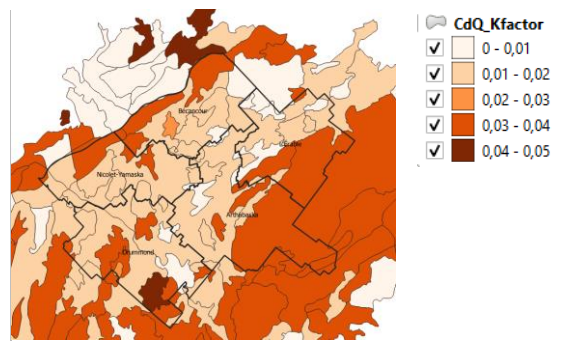 CdQ_Kfactor
0 - 0,01
0,01 - 0,02
0,02 - 0,03
0,03 - 0,04
0,04 - 0,05
Bécancour
L'Érable
Nicolet-Yamaska
Arthabaska
Drummond